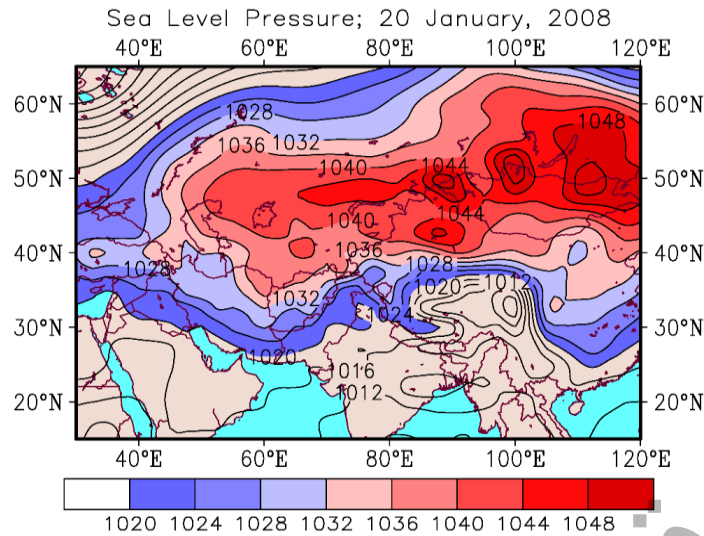 Sea Level Pressure; 20 January, 2008
40°E 60°E 80°E 100°E 120°E
60°N 1028 1048 60°N
1036 1032
50°N 1040 1044 50°N
1040 1044
40°N 1036 40°N
1028 1028
1020 1012
1032
30°N 1024 30°N
1020
1016
20°N 1012 20°N
40°E 60°E 80°E 100°E 120°E
1020 1024 1028 1032 1036 1040 1044 1048